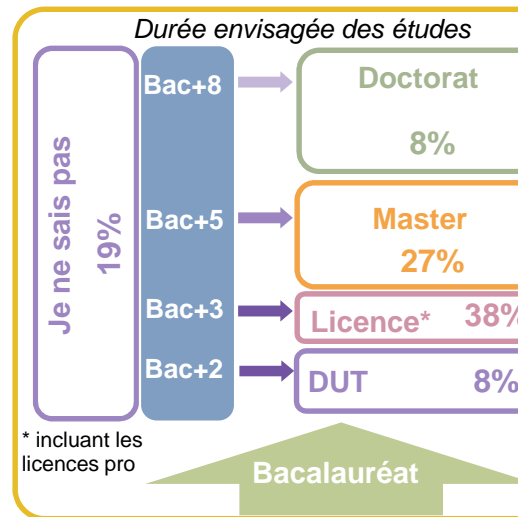 Durée envisagée des études
Je ne sais pas
19%
Bac+8
Doctorat
8%
Bac+5
Master
27%
Bac+3
Licence* 38%
Bac+2
DUT 8%
* incluant les
licences pro
Bacalauréat